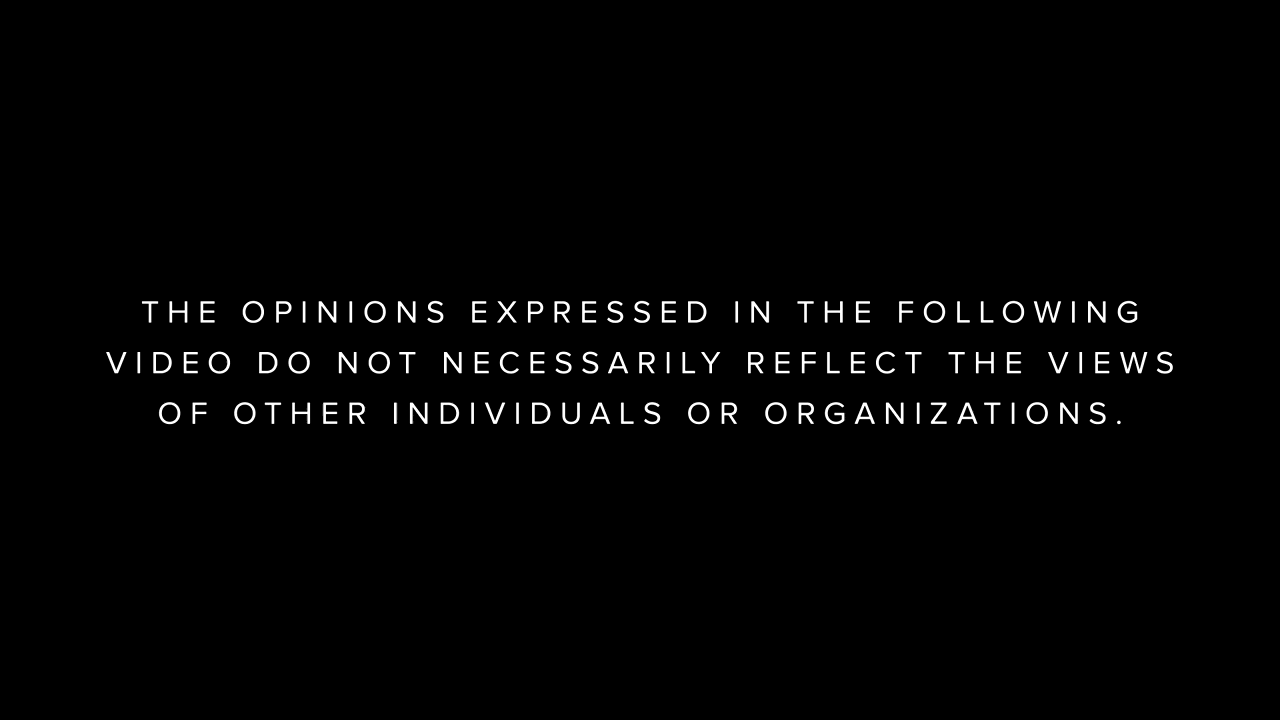 THE OPINIONS EXPRESSED IN THE FOLLOWING
VIDEO DO NOT NECESSARILY REFLECT THE VIEWS
OF OTHER INDIVIDUALS OR ORGANIZATIONS.